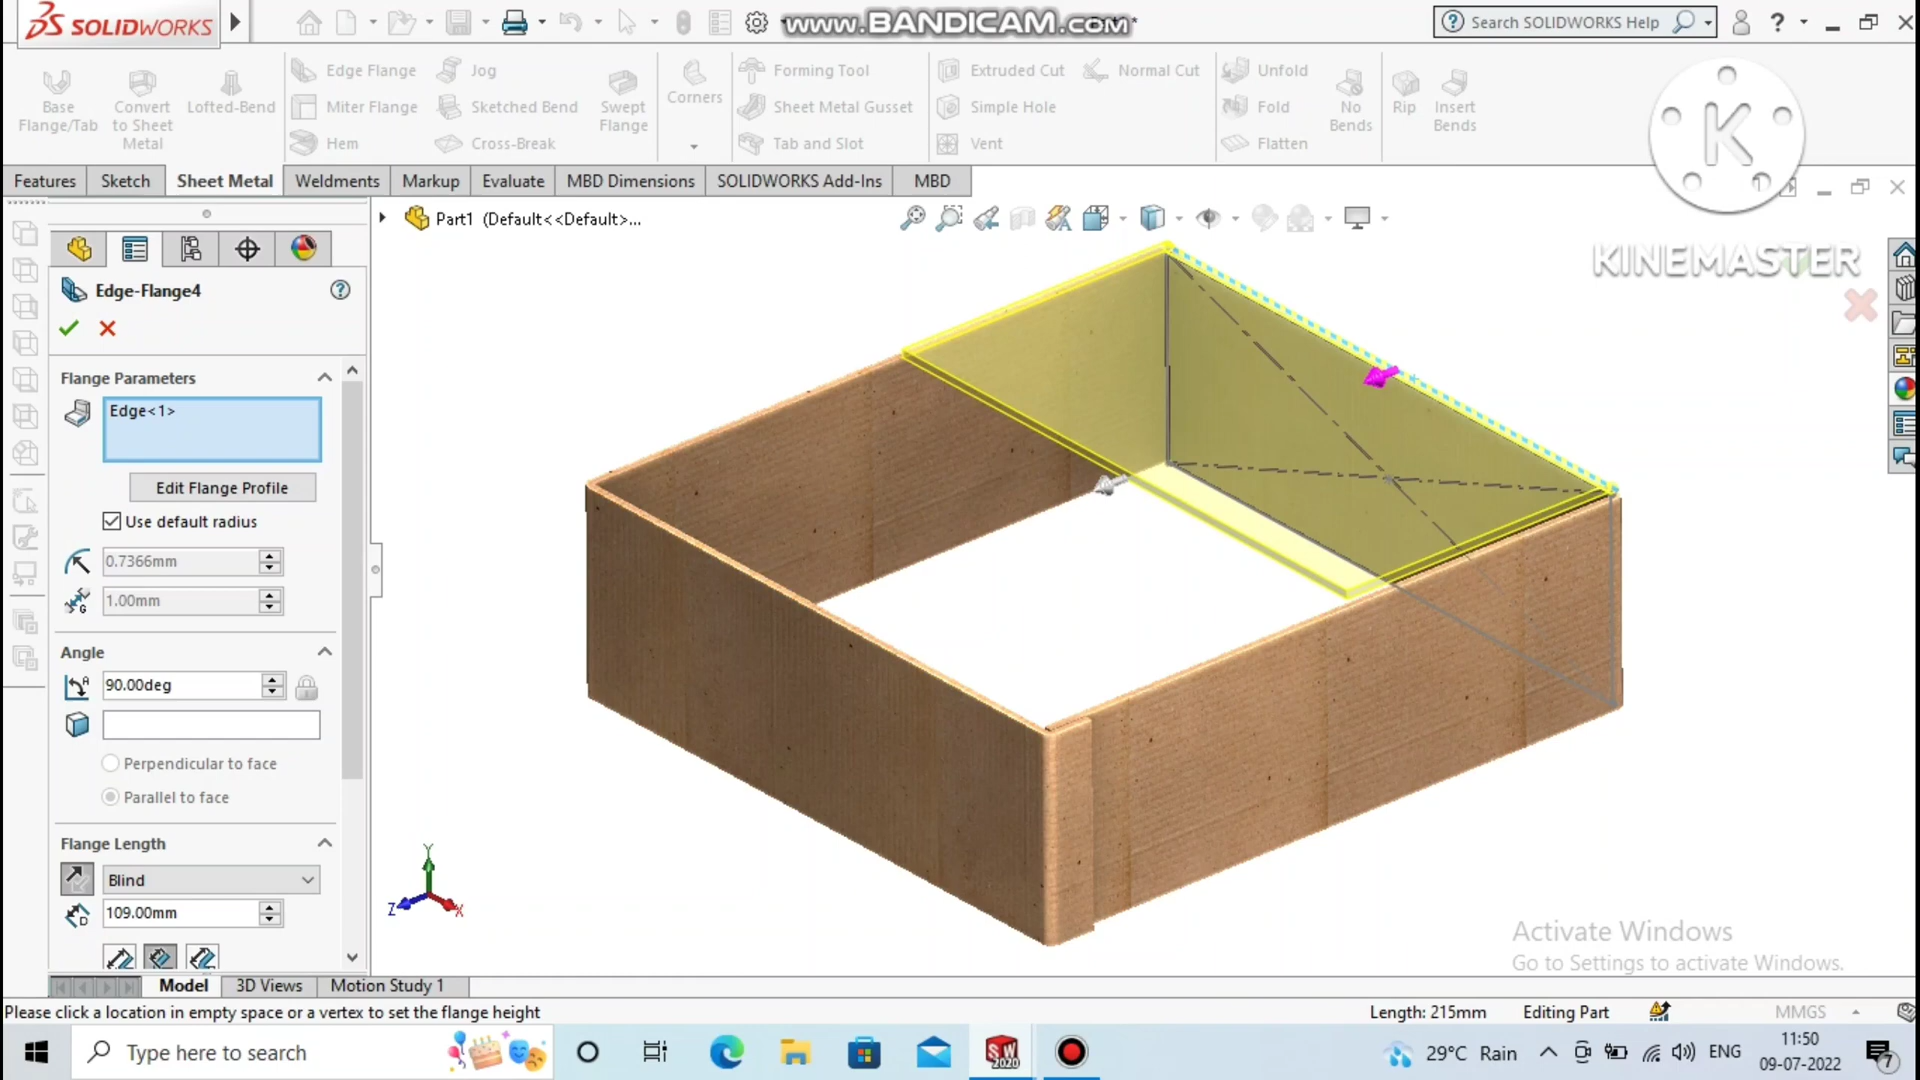 SOLIDWORKS
www.BANDICAM.com
Search SOLIDWORKS Help
Base Flange/Tab
Convert to Sheet Metal
Lofted-Bend
Edge Flange
Miter Flange
Hem
Jog
Sketched Bend
Cross-Break
Swept Flange
Corners
Forming Tool
Sheet Metal Gusset
Tab and Slot
Extruded Cut
Simple Hole
Vent
Normal Cut
Unfold
Fold
Flatten
No Bends
Rip
Insert Bends
K
KINEMASTER
Features
Sketch
Sheet Metal
Weldments
Markup
Evaluate
MBD Dimensions
SOLIDWORKS Add-Ins
MBD
Part1 (Default<<Default>...
Edge-Flange4
Flange Parameters
Edge<1>
Edit Flange Profile
Use default radius
0.7366mm
1.00mm
Angle
90.00deg
Perpendicular to face
Parallel to face
Flange Length
Blind
109.00mm
Y
Z
X
Activate Windows
Go to Settings to activate Windows.
Model
3D Views
Motion Study 1
Please click a location in empty space or a vertex to set the flange height
Length: 215mm
Editing Part
MMGS
Type here to search
SW
2020
29°C Rain
ENG
11:50
09-07-2022
7